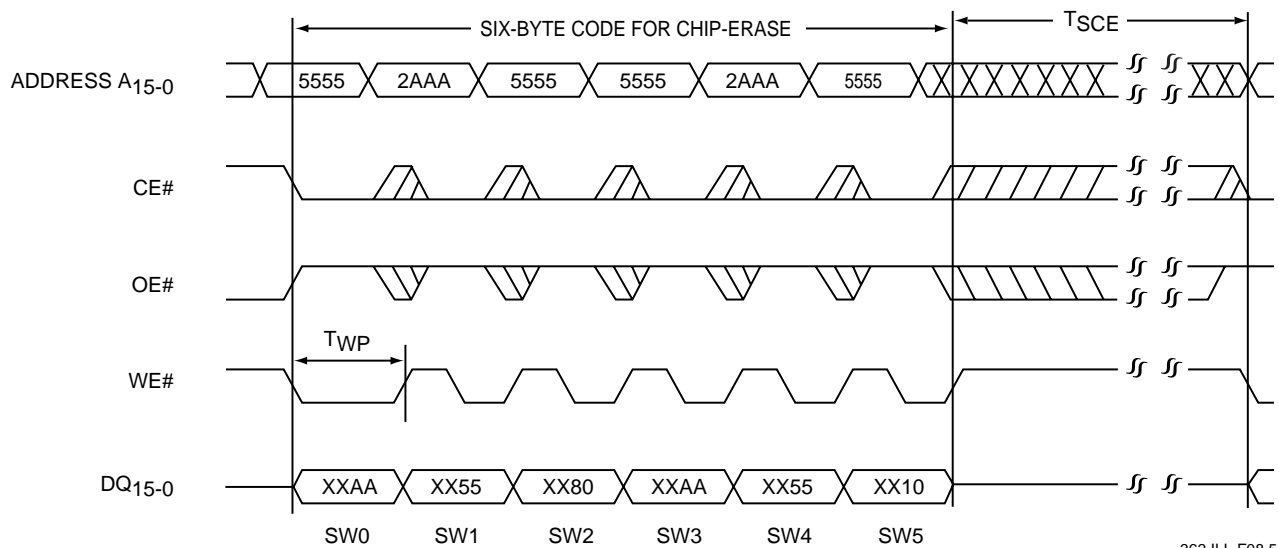 SIX-BYTE CODE FOR CHIP-ERASE TSCE
ADDRESS A15-0 5555 2AAA 5555 5555 2AAA 5555
CE#
OE#
TWP
WE#
DQ15-0 XXAA XX55 XX80 XXAA XX55 XX10
SW0 SW1 SW2 SW3 SW4 SW5